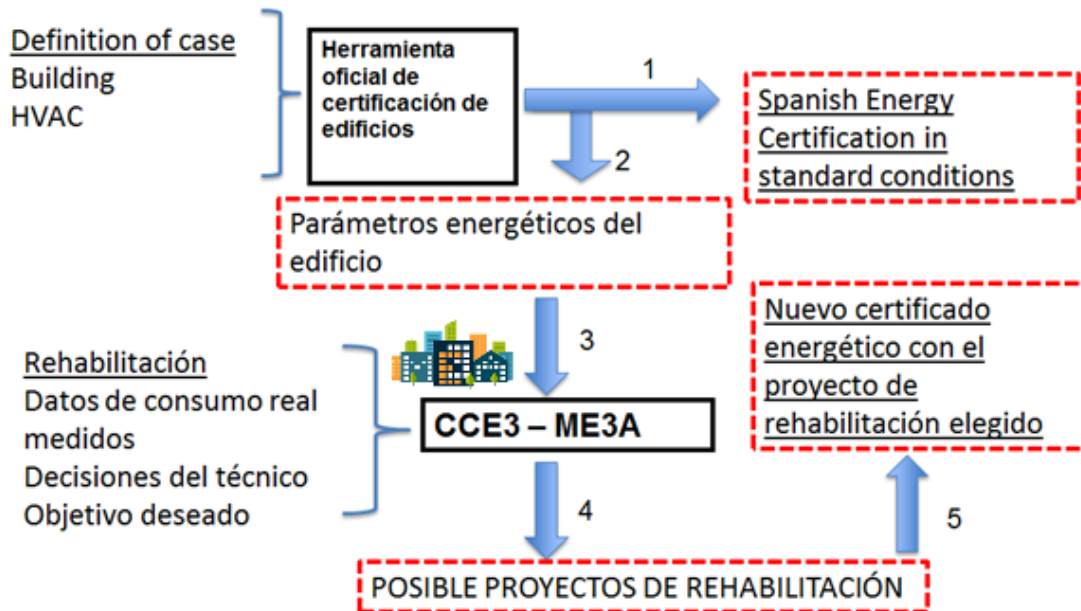 Definition of case
Building
HVAC
Herramienta
oficial de
certificación de
edificios
1
Spanish Energy
Certification in
standard conditions
2
Parámetros energéticos del
edificio
3
Rehabilitación
Datos de consumo real
medidos
Decisiones del técnico
Objetivo deseado
CCE3 – ME3A
Nuevo certificado
energético con el
proyecto de
rehabilitación elegido
4
5
POSIBLE PROYECTOS DE REHABILITACIÓN